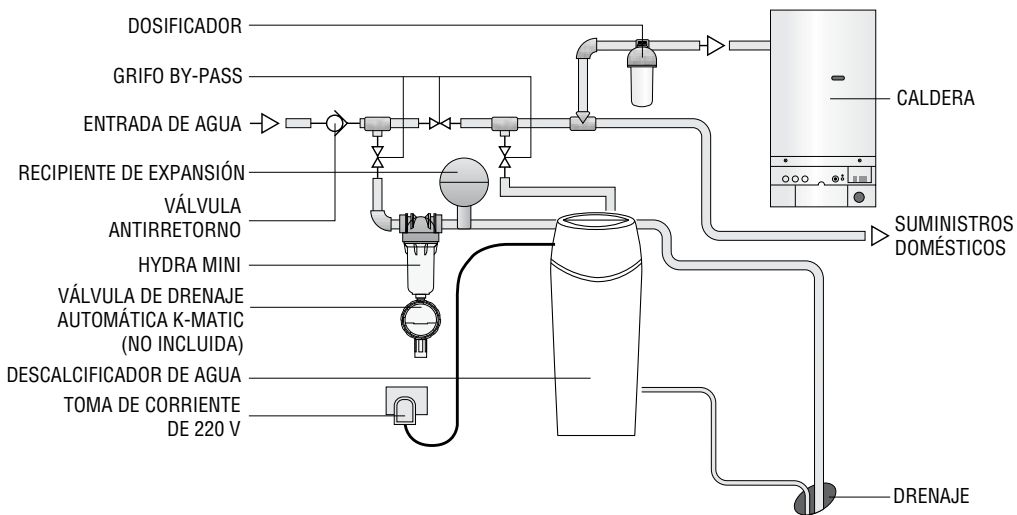 DOSIFICADOR
GRIFO BY-PASS
ENTRADA DE AGUA
RECIPIENTE DE EXPANSIÓN
VÁLVULA
ANTIRRETORNO
HYDRA MINI
VÁLVULA DE DRENAJE
AUTOMÁTICA K-MATIC
(NO INCLUIDA)
DESCALCIFICADOR DE AGUA
TOMA DE CORRIENTE
DE 220 V
CALDERA
SUMINISTROS
DOMÉSTICOS
DRENAJE